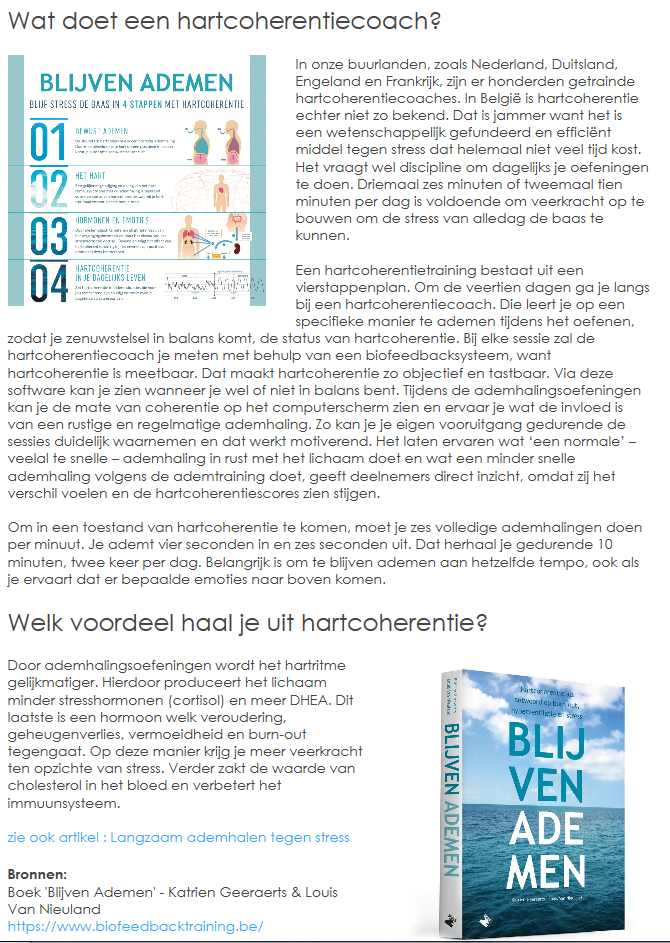 Wat doet een hartcoherentiecoach?
BLIJVEN ADEMEN
BLIJF STRESS DE BAAS IN 4 STAPPEN MET HARTCOHERENTIE
01
BEWUST ADEMEN
02
HET HART
03
HORMONEN EN EMOTIES
04
HARTCOHERENTIE
IN JE DAGELIJKS LEVEN
In onze buurlanden, zoals Nederland, Duitsland,
Engeland en Frankrijk, zijn er honderden getrainde
hartcoherentiecoaches. In België is hartcoherentie
echter niet zo bekend. Dat is jammer want het is
een wetenschappelijk gefundeerd en efficiënt
middel tegen stress dat helemaal niet veel tijd kost.
Het vraagt wel discipline om dagelijks je oefeningen
te doen. Driemaal zes minuten of tweemaal tien
minuten per dag is voldoende om veerkracht op te
bouwen om de stress van alledag de baas te
kunnen.
Een hartcoherentietraining bestaat uit een
vierstappenplan. Om de veertien dagen ga je langs
bij een hartcoherentiecoach. Die leert je op een
specifieke manier te ademen tijdens het oefenen,
zodat je zenuwstelsel in balans komt, de status van hartcoherentie. Bij elke sessie zal de
hartcoherentiecoach je meten met behulp van een biofeedbacksysteem, want
hartcoherentie is meetbaar. Dat maakt hartcoherentie zo objectief en tastbaar. Via deze
software kan je zien wanneer je wel of niet in balans bent. Tijdens de ademhalingsoefeningen
kan je de mate van coherentie op het computerscherm zien en ervaar je wat de invloed is
van een rustige en regelmatige ademhaling. Zo kan je je eigen vooruitgang gedurende de
sessies duidelijk waarnemen en dat werkt motiverend. Het laten ervaren wat ‘een normale’ –
veelal te snelle – ademhaling in rust met het lichaam doet en wat een minder snelle
ademhaling volgens de ademtraining doet, geeft deelnemers direct inzicht, omdat zij het
verschil voelen en de hartcoherentiescores zien stijgen.
Om in een toestand van hartcoherentie te komen, moet je zes volledige ademhalingen doen
per minuut. Je ademt vier seconden in en zes seconden uit. Dat herhaal je gedurende 10
minuten, twee keer per dag. Belangrijk is om te blijven ademen aan hetzelfde tempo, ook als
je ervaart dat er bepaalde emoties naar boven komen.
Welk voordeel haal je uit hartcoherentie?
Door ademhalingsoefeningen wordt het hartritme
gelijkmatiger. Hierdoor produceert het lichaam
minder stresshormonen (cortisol) en meer DHEA. Dit
laatste is een hormoon welk veroudering,
geheugenverlies, vermoeidheid en burn-out
tegengaat. Op deze manier krijg je meer veerkracht
ten opzichte van stress. Verder zakt de waarde van
cholesterol in het bloed en verbetert het
immuunsysteem.
zie ook artikel : Langzaam ademhalen tegen stress
Bronnen:
Boek 'Blijven Ademen' - Katrien Geeraerts & Louis
Van Nieuland
https://www.biofeedbacktraining.be/
BLIJVEN ADEMEN
Hartcoherentie als
antwoord op burn-out,
hyperventilatie en stress
BLIJ
VEN
ADE
MEN